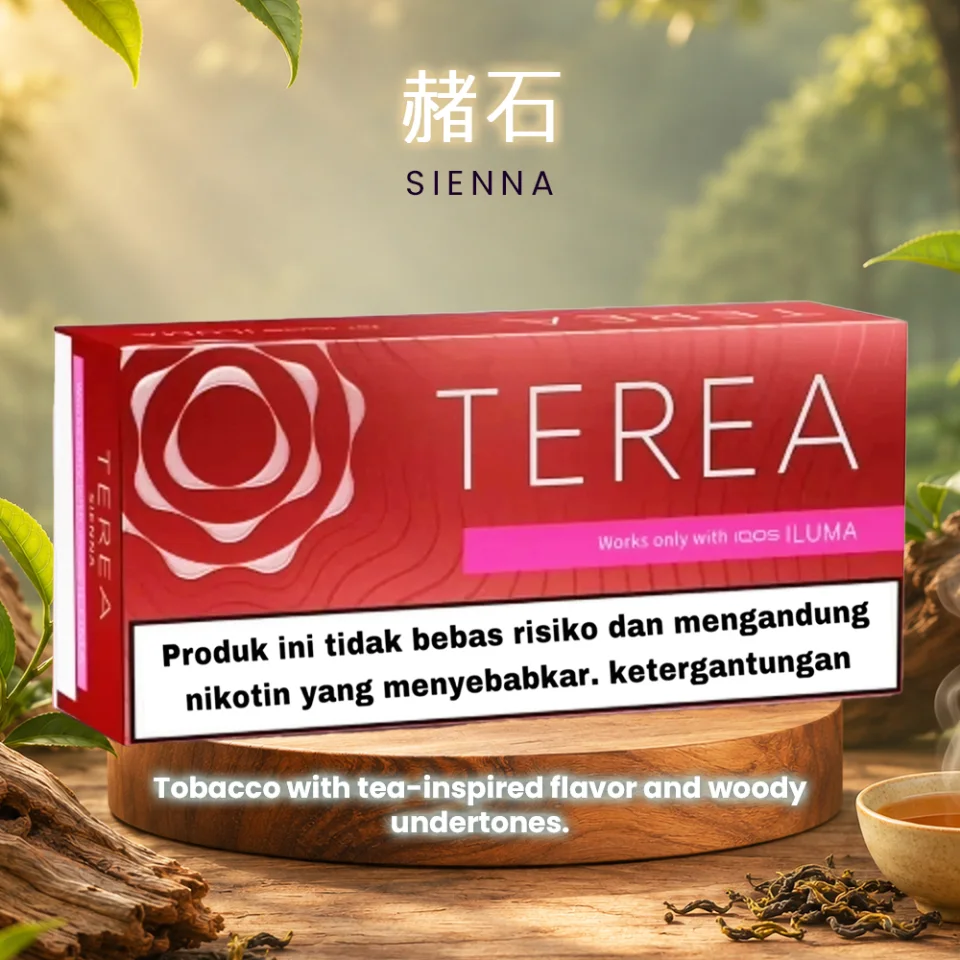 赭石
SIENNA
TEREA
TEREA
Works only with IQOS ILUMA
TEREA
SIENNA
Produk ini tidak bebas risiko dan mengandung
nikotin yang menyebabkar. ketergantungan
Tobacco with tea-inspired flavor and woody
undertones.